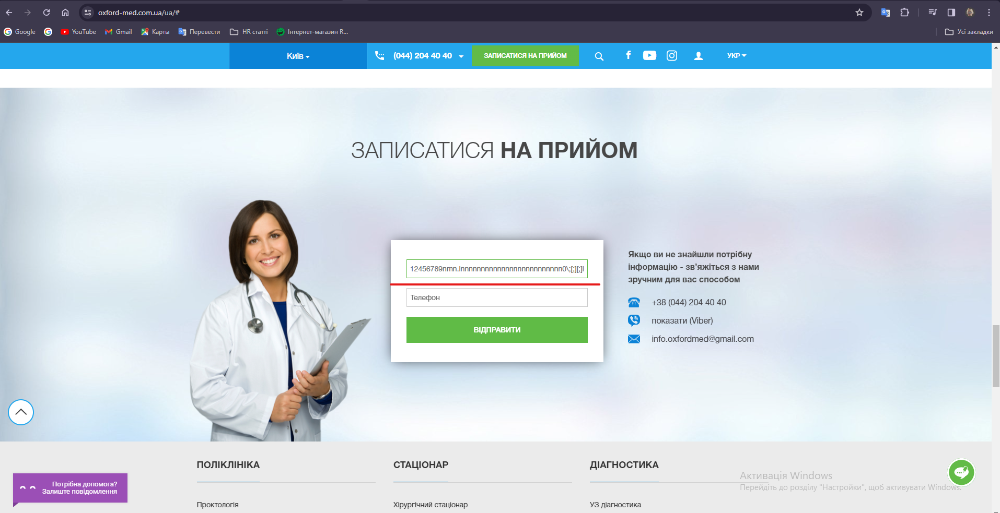 oxford-med.com.ua/ua/#
Google
YouTube
Gmail
Карты
Перевести
HR статті
Інтернет-магазин R...
Усі закладки
Київ
(044) 204 40 40
ЗАПИСАТИСЯ НА ПРИЙОМ
УКР
ЗАПИСАТИСЯ НА ПРИЙОМ
Якщо ви не знайшли потрібну
інформацію - зв'яжіться з нами
зручним для вас способом
Телефон
ВІДПРАВИТИ
+38 (044) 204 40 40
показати (Viber)
info.oxfordmed@gmail.com
ПОЛІКЛІНІКА
СТАЦІОНАР
ДІАГНОСТИКА
Потрібна допомога?
Залиште повідомлення
Активація Windows
Перейдіть до розділу "Настройки", щоб активувати Windows.
Проктологія
Хірургічний стаціонар
УЗ діагностика